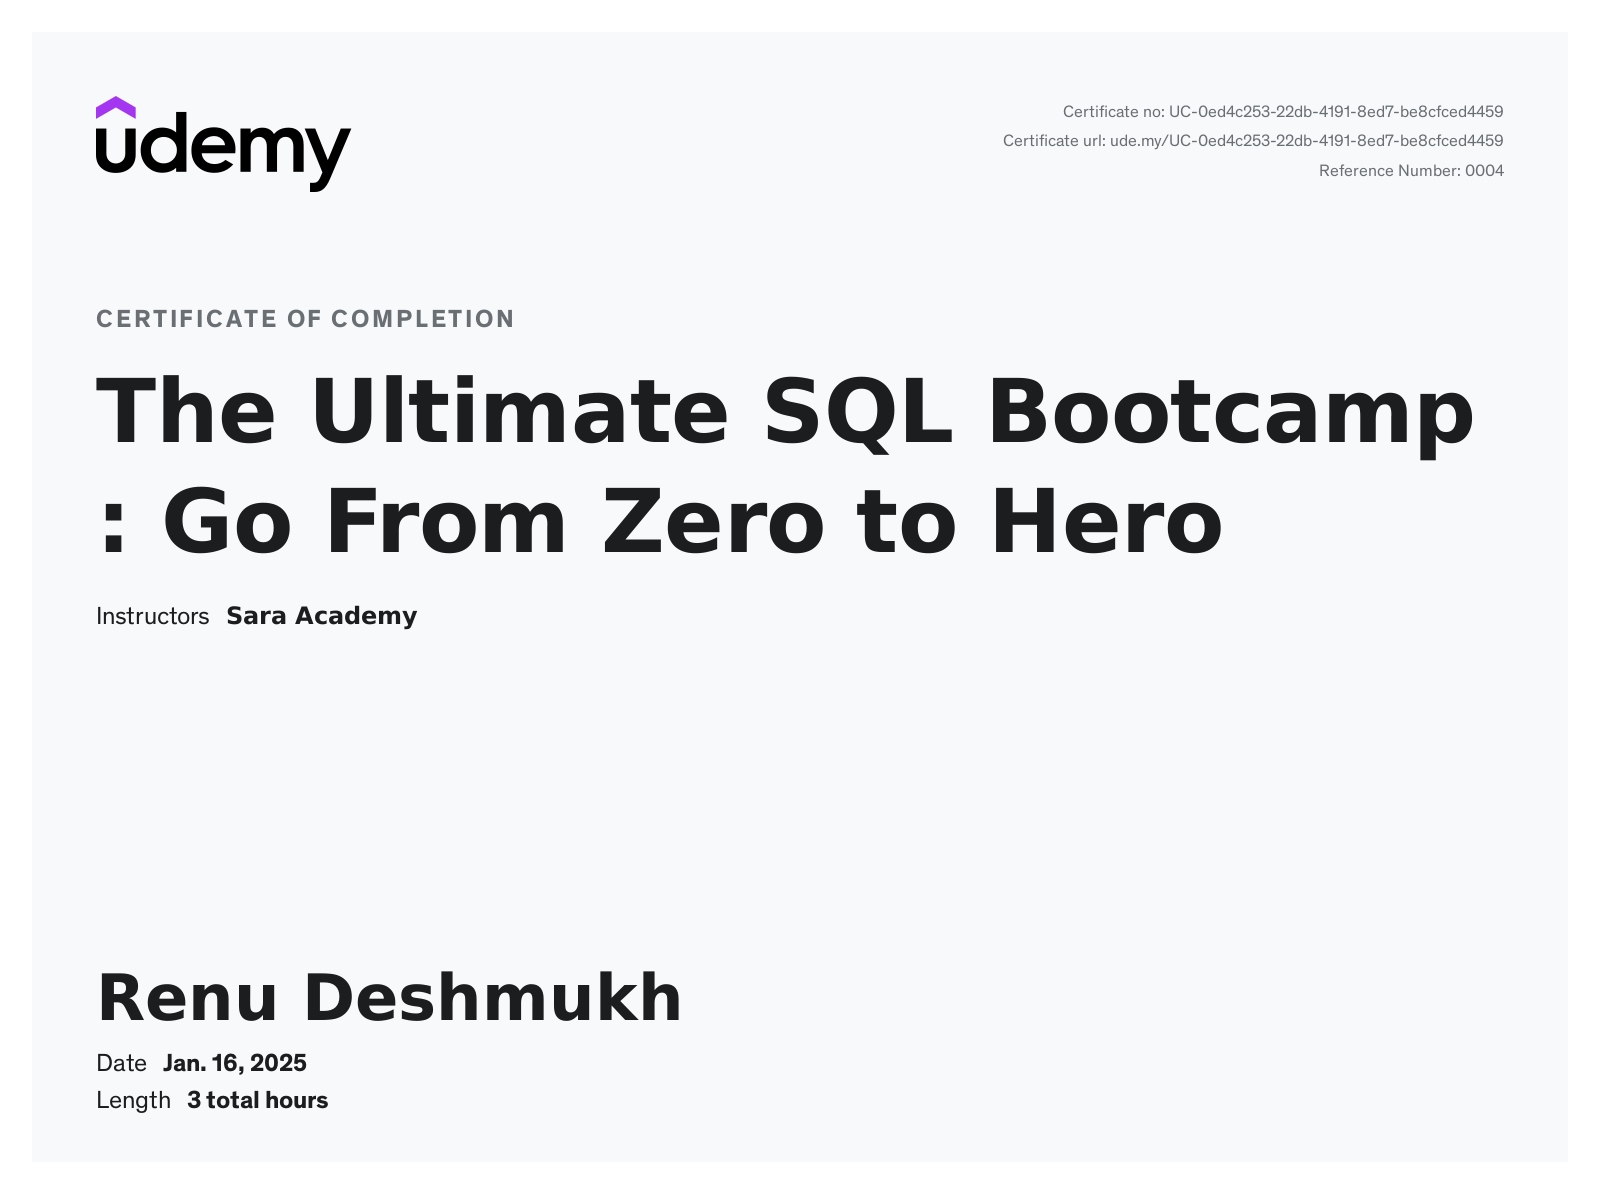 udemy
Certificate no: UC-0ed4c253-22db-4191-8ed7-be8cfced4459
Certificate url: ude.my/UC-0ed4c253-22db-4191-8ed7-be8cfced4459
Reference Number: 0004
CERTIFICATE OF COMPLETION
The Ultimate SQL Bootcamp
: Go From Zero to Hero
Instructors Sara Academy
Renu Deshmukh
Date Jan. 16, 2025
Length 3 total hours